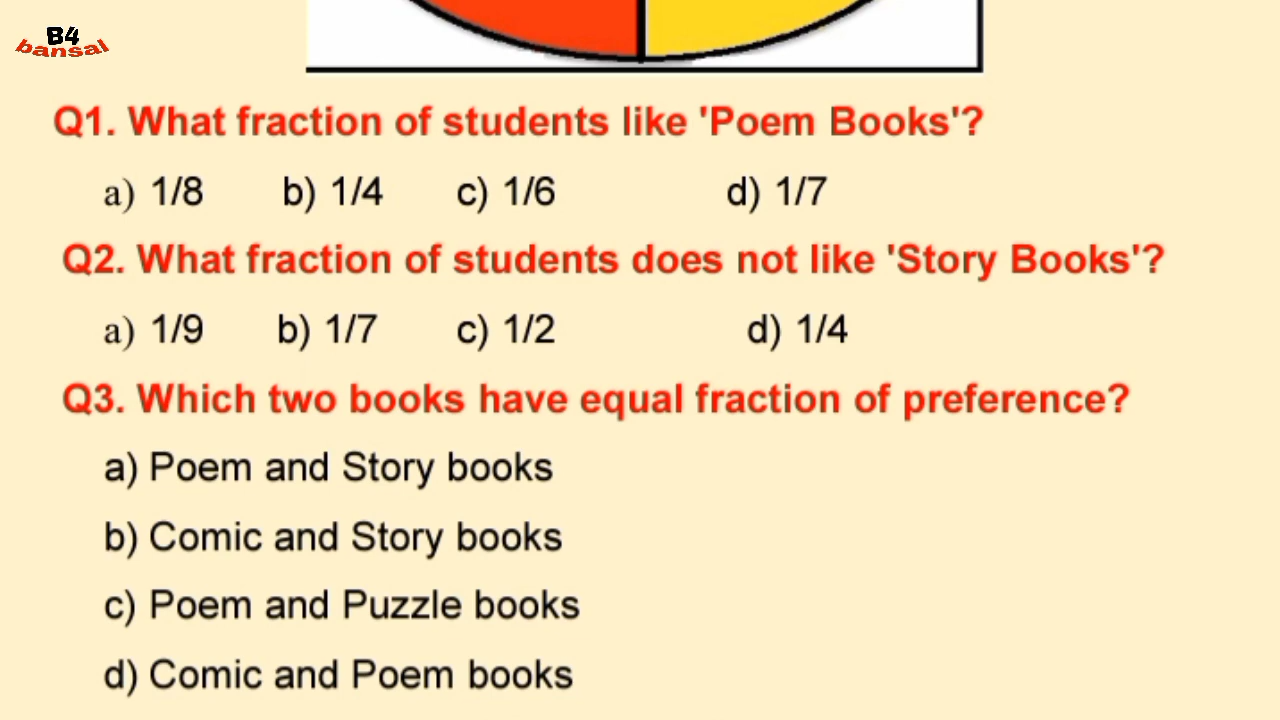 B4
bansal
Q1. What fraction of students like 'Poem Books'?
a) 1/8 b) 1/4 c) 1/6 d) 1/7
Q2. What fraction of students does not like 'Story Books'?
a) 1/9 b) 1/7 c) 1/2 d) 1/4
Q3. Which two books have equal fraction of preference?
a) Poem and Story books
b) Comic and Story books
c) Poem and Puzzle books
d) Comic and Poem books